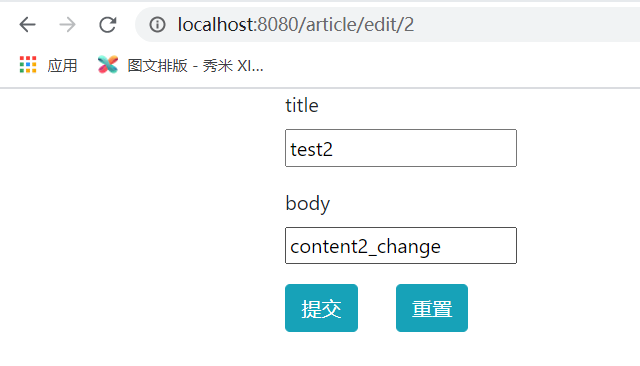 localhost:8080/article/edit/2
应用 图文排版 - 秀米 XI...
title
test2
body
content2_change
提交 重置